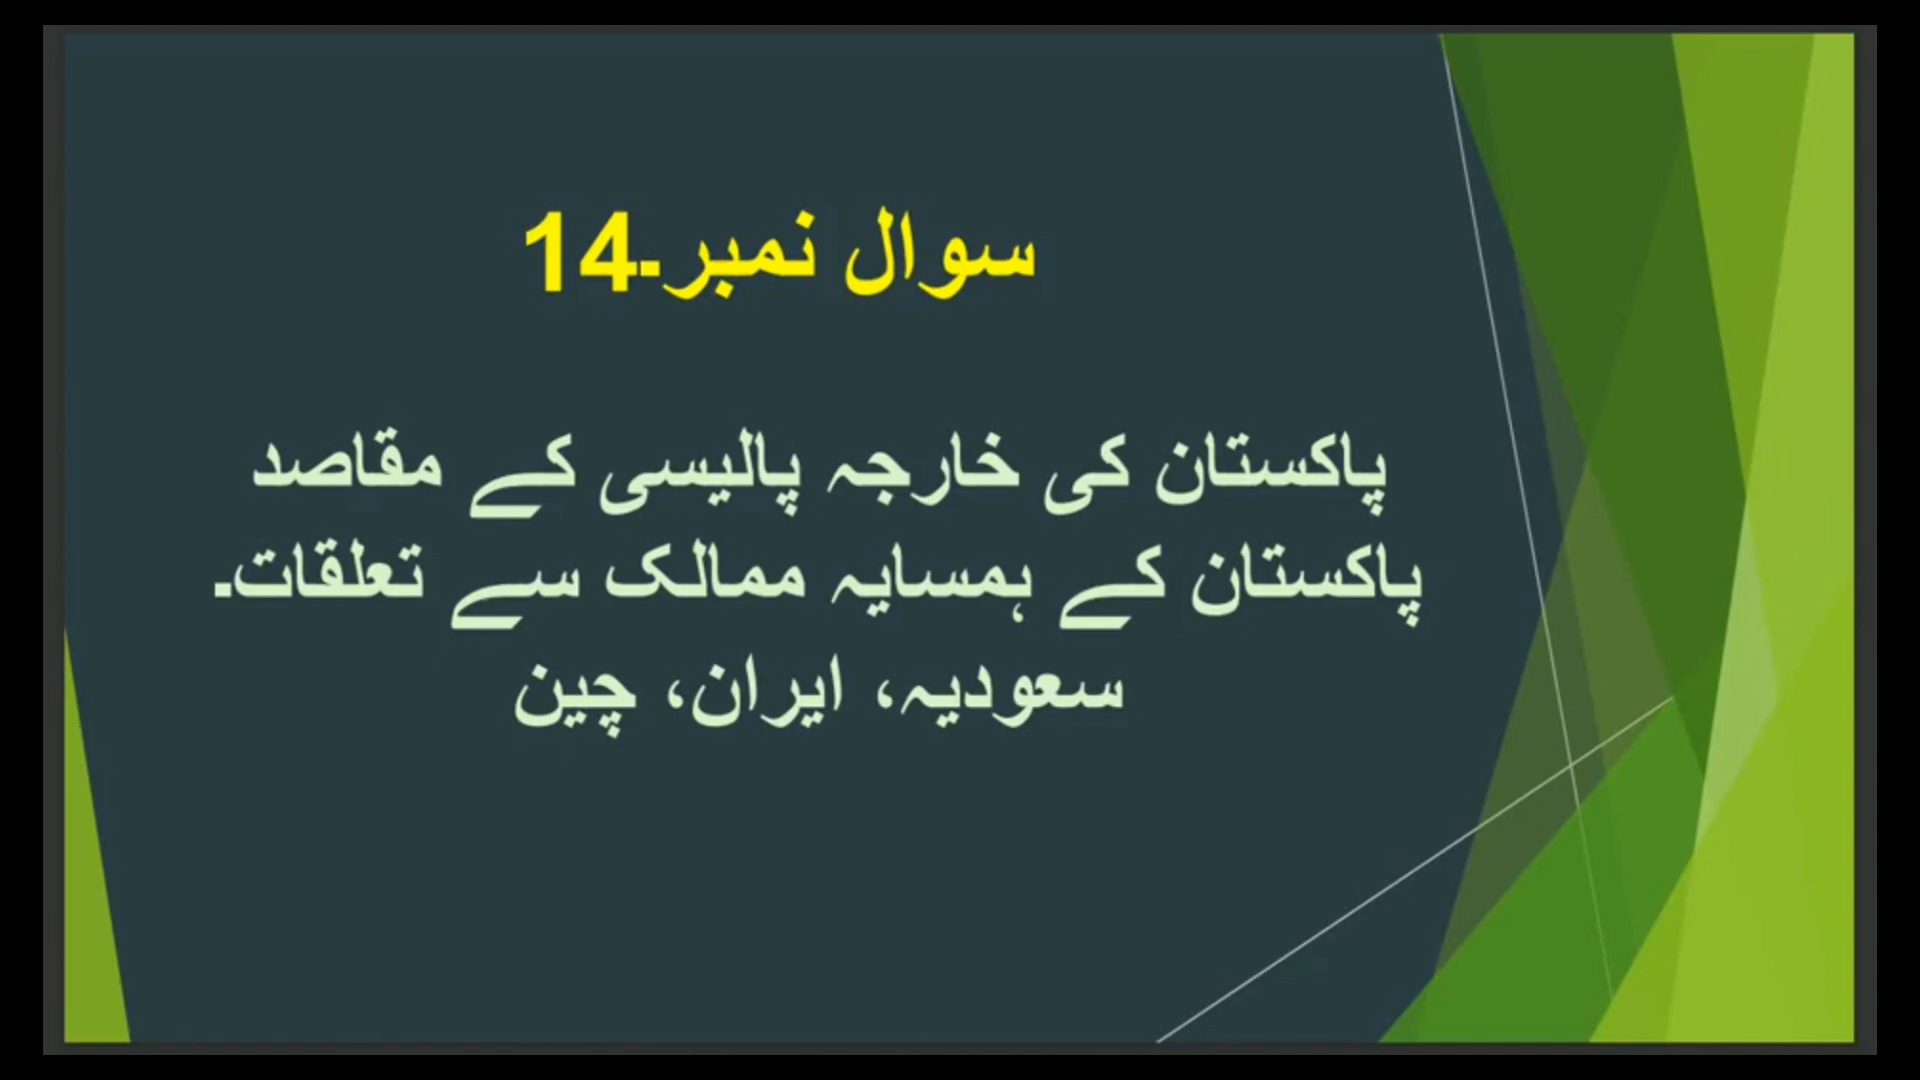 سوال نمبر۔14
پاکستان کی خارجہ پالیسی کے مقاصد
پاکستان کے ہمسایہ ممالک سے تعلقات۔
سعودیہ، ایران، چین